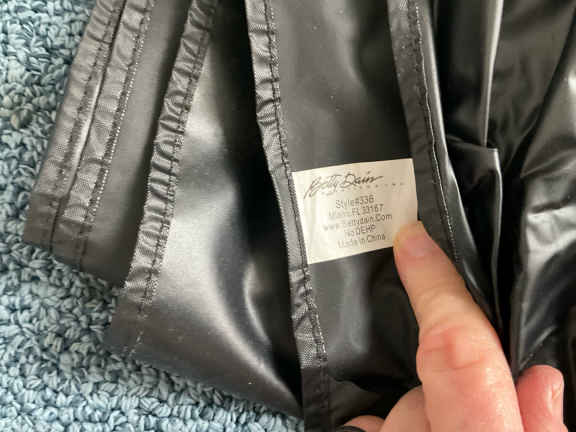 Betty Dain
Style#336
Miami,FL 33167
www.Bettydain.Com
No DEHP
Made in China